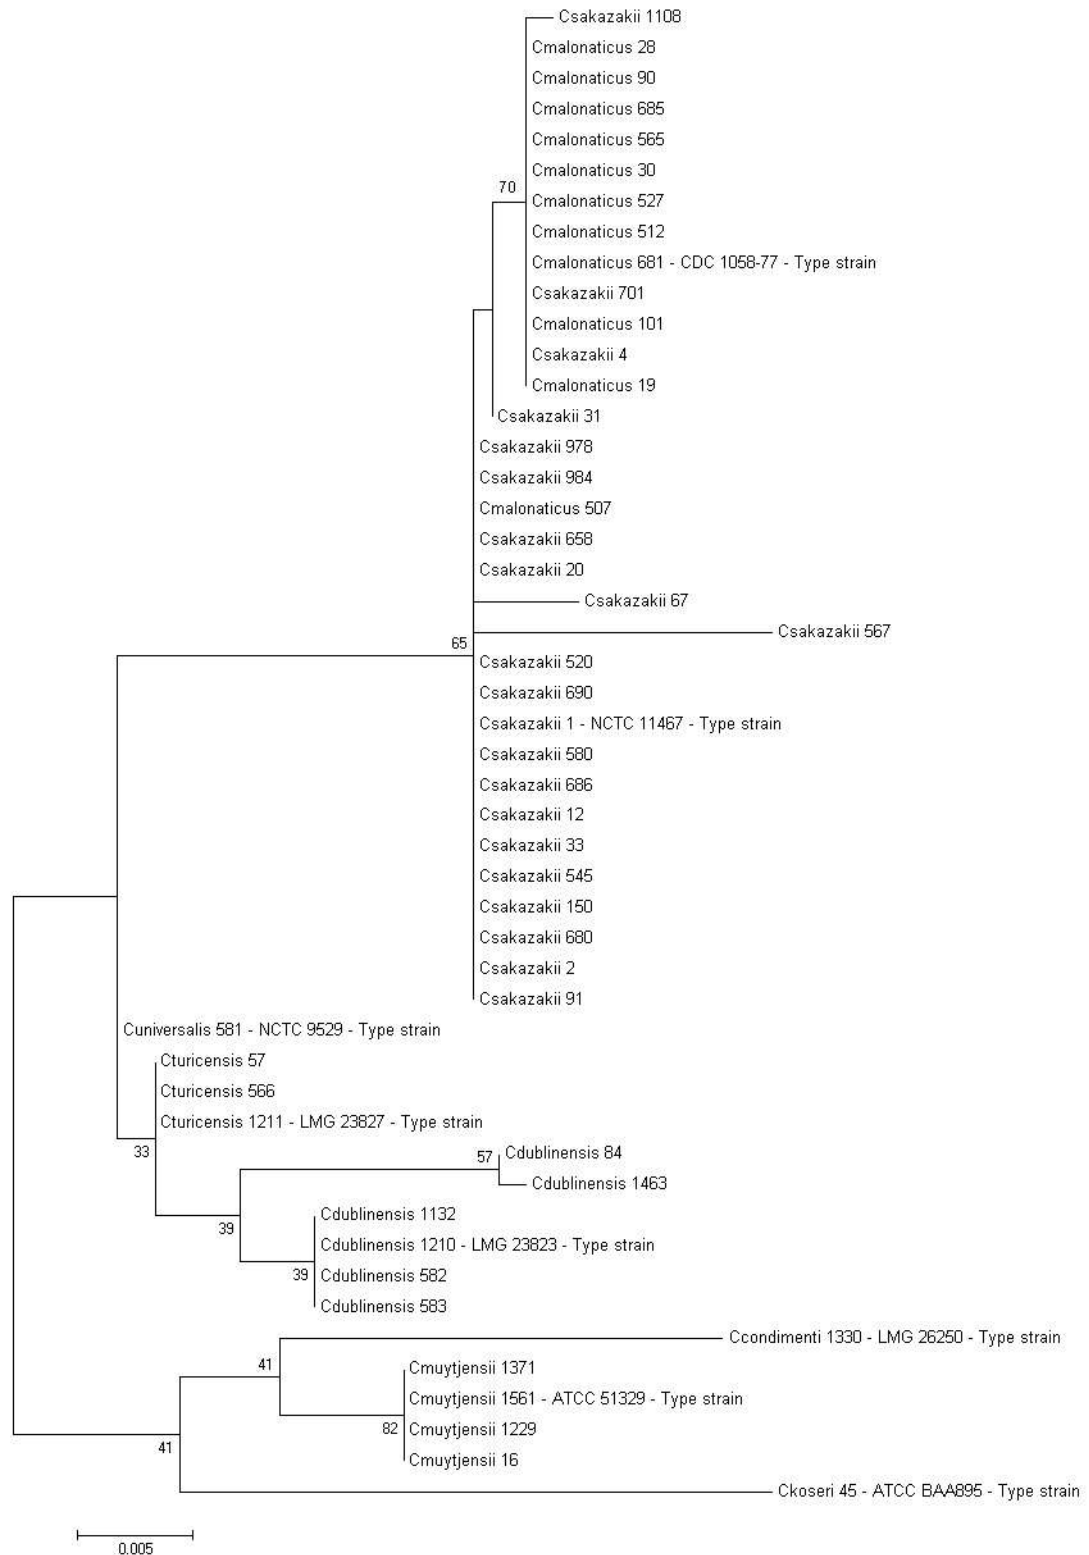 Csakazakii 1108
Cmalonaticus 28
Cmalonaticus 90
Cmalonaticus 685
Cmalonaticus 565
Cmalonaticus 30
70
Cmalonaticus 527
Cmalonaticus 512
Cmalonaticus 681 - CDC 1058-77 - Type strain
Csakazakii 701
Cmalonaticus 101
Csakazakii 4
Cmalonaticus 19
Csakazakii 31
Csakazakii 978
Csakazakii 984
Cmalonaticus 507
Csakazakii 658
Csakazakii 20
Csakazakii 67
Csakazakii 567
65
Csakazakii 520
Csakazakii 690
Csakazakii 1 - NCTC 11467 - Type strain
Csakazakii 580
Csakazakii 686
Csakazakii 12
Csakazakii 33
Csakazakii 545
Csakazakii 150
Csakazakii 680
Csakazakii 2
Csakazakii 91
Cuniversalis 581 - NCTC 9529 - Type strain
Cturicensis 57
Cturicensis 566
Cturicensis 1211 - LMG 23827 - Type strain
33
57
Cdublinensis 84
Cdublinensis 1463
Cdublinensis 1132
39
Cdublinensis 1210 - LMG 23823 - Type strain
39
Cdublinensis 582
Cdublinensis 583
Ccondimenti 1330 - LMG 26250 - Type strain
41
Cmuytjensii 1371
Cmuytjensii 1561 - ATCC 51329 - Type strain
82
Cmuytjensii 1229
41
Cmuytjensii 16
Ckoseri 45 - ATCC BAA895 - Type strain
0.005